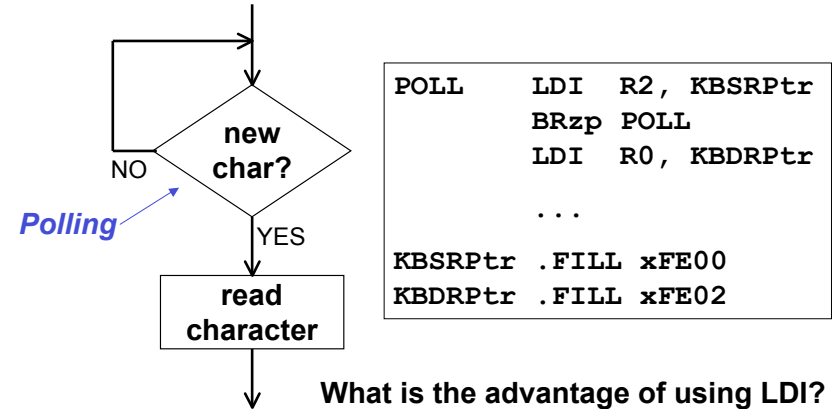 new
char?
NO
Polling
YES
read
character
POLL LDI R2, KBSRPtr
BRzp POLL
LDI R0, KBDRPtr
...
KBSRPtr .FILL xFE00
KBDRPtr .FILL xFE02
What is the advantage of using LDI?